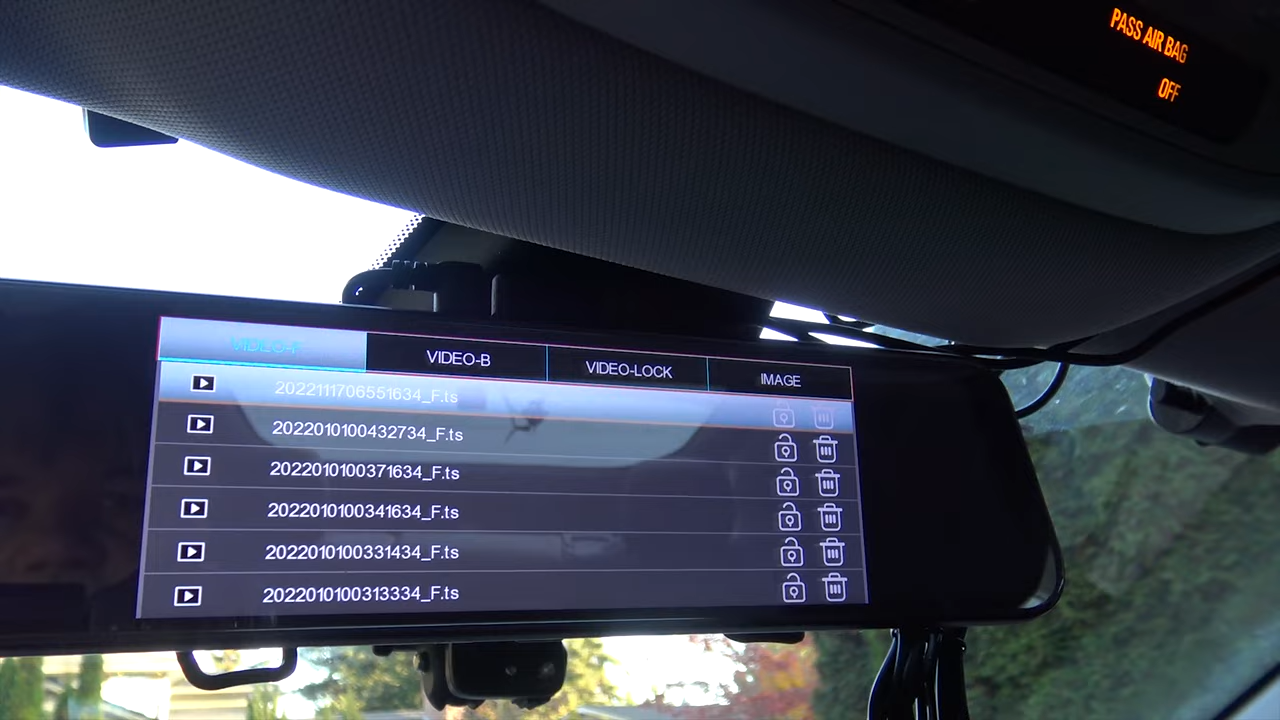 PASS AIR BAG
OFF
VIDEO-F VIDEO-B VIDEO-LOCK IMAGE
2022111706551634_F.ts
2022010100432734_F.ts
2022010100371634_F.ts
2022010100341634_F.ts
2022010100331434_F.ts
2022010100313334_F.ts